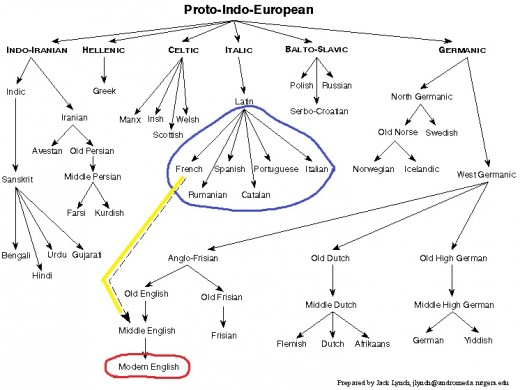 Proto-Indo-European
INDO-IRANIAN HELLENIC CELTIC ITALIC BALTO-SLAVIC GERMANIC
Indic Greek Polish Russian
Latin North Germanic
Iranian Manx Irish Welsh Serbo-Croatian
Scottish Old Norse Swedish
Avestan Old Persian
French Spanish Portuguese Italian Norwegian Icelandic
Sanskrit Middle Persian West Germanic
Rumanian Catalan
Farsi Kurdish
Bengali Urdu Gujarati Anglo-Frisian Old Dutch Old High German
Hindi
Old English Old Frisian
Middle English Middle Dutch Middle High German
Frisian Flemish Dutch Afrikaans German Yiddish
Modern English
Prepared by Jack Lynch, jlynch@andromeda.rutgers.edu